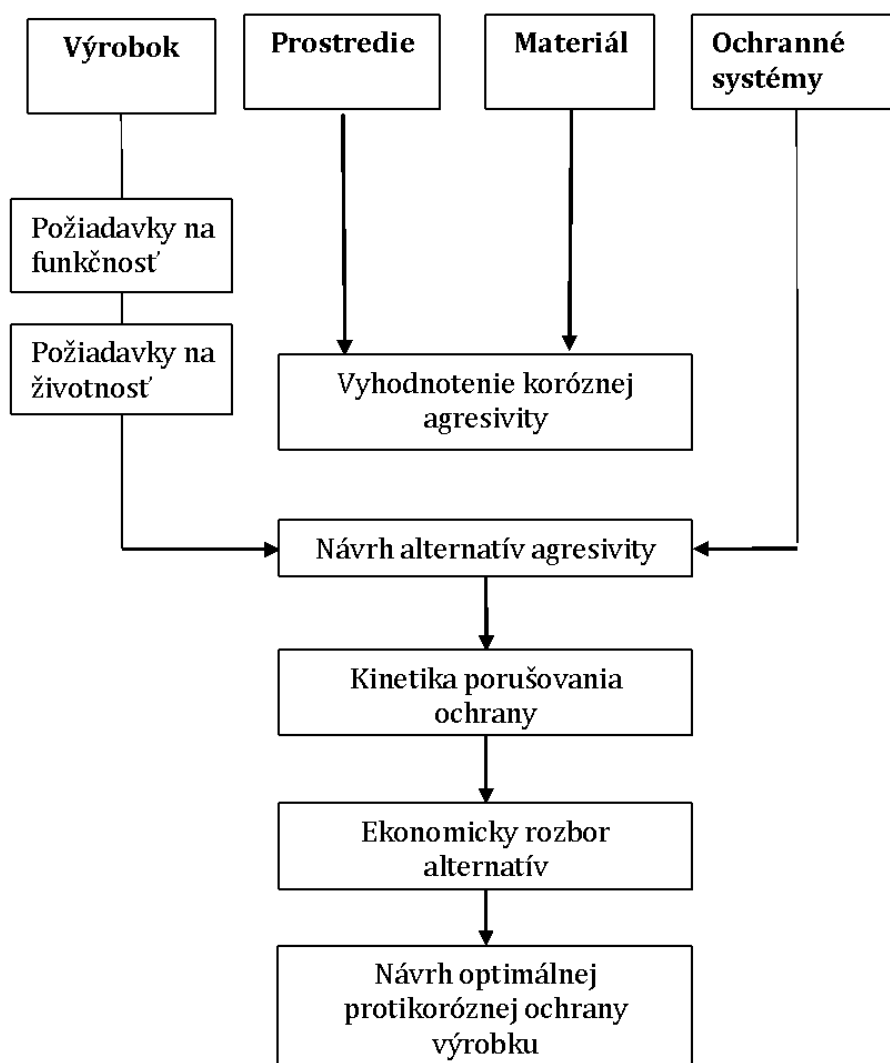 Výrobok
Prostredie
Materiál
Ochranné
systémy
Požiadavky na
funkčnosť
Požiadavky na
životnosť
Vyhodnotenie koróznej
agresivity
Návrh alternatív agresivity
Kinetika porušovania
ochrany
Ekonomicky rozbor
alternatív
Návrh optimálnej
protikoróznej ochrany
výrobku